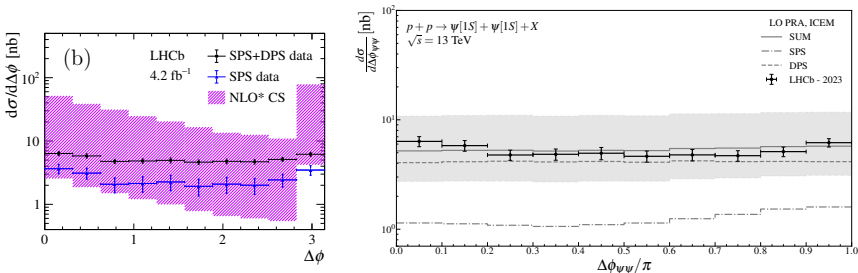 (b)
LHCb
4.2 fb⁻¹
SPS+DPS data
SPS data
NLO* CS
dσ/dΔϕ [nb]
10²
10
1
0
1
2
3
Δϕ
p + p → ψ[1S] + ψ[1S] + X
√s = 13 TeV
LO PRA, ICEM
SUM
SPS
DPS
LHCb - 2023
dσ/dΔϕ_ψψ [nb]
10²
10¹
10⁰
0.0 0.1 0.2 0.3 0.4 0.5 0.6 0.7 0.8 0.9 1.0
Δϕ_ψψ/π